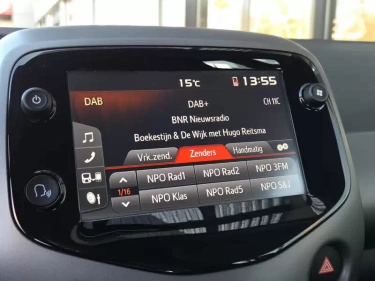 15°C 13:55
DAB DAB+ CH 11C
BNR Nieuwsradio
Boekestijn & De Wijk met Hugo Reitsma
Vrk.zend. Zenders Handmatig
NPO Rad1 NPO Rad2 NPO 3FM
1/16
NPO Klas NPO Rad5 NPO S&J